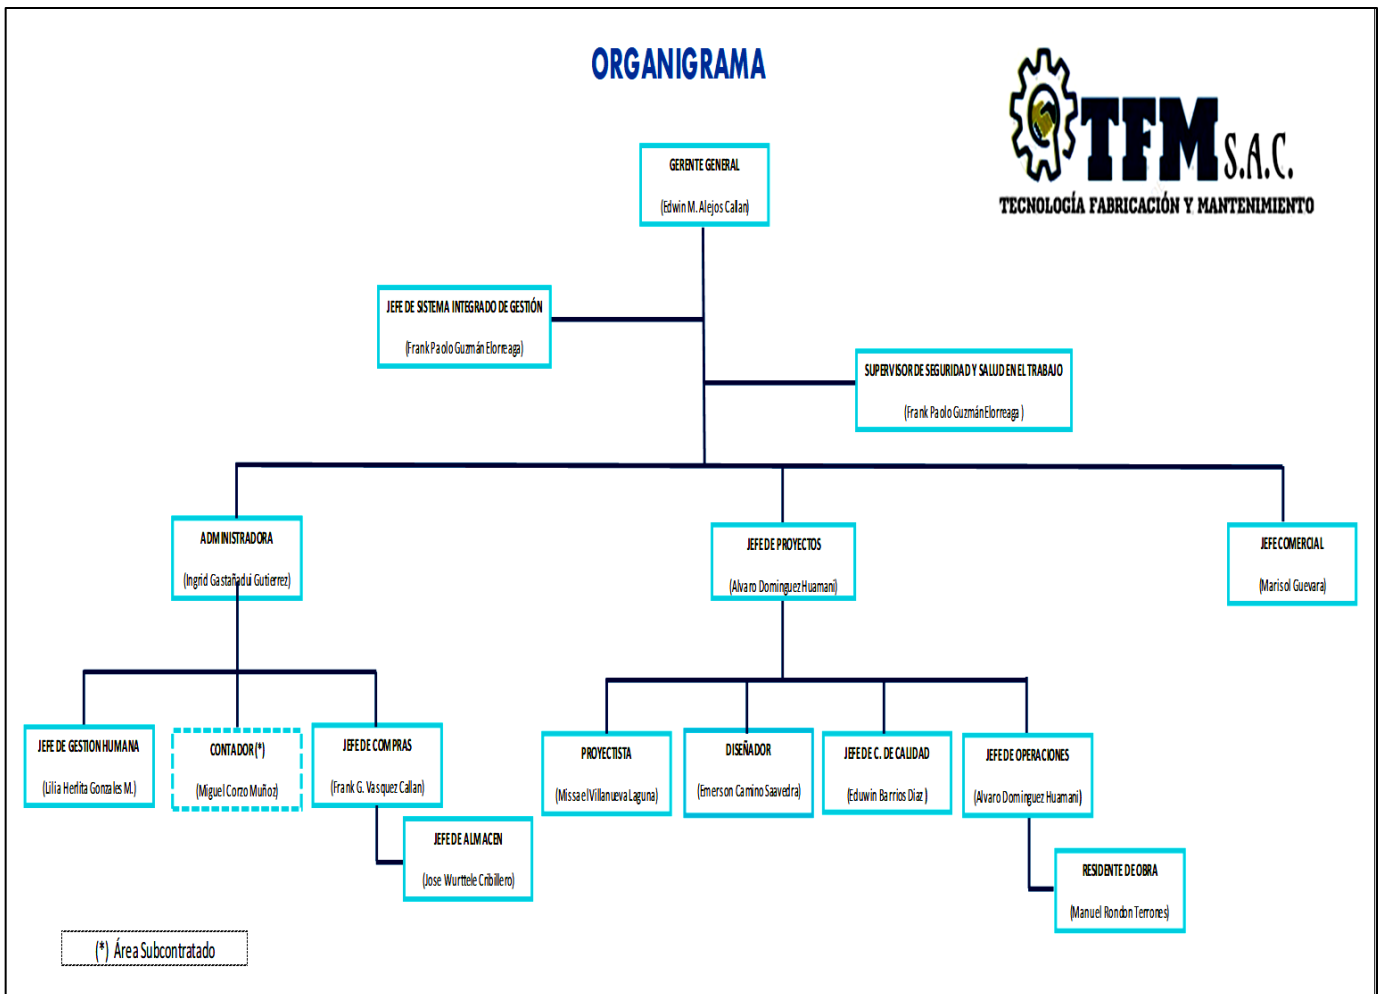 ORGANIGRAMA
TFM S.A.C.
TECNOLOGÍA FABRICACIÓN Y MANTENIMIENTO
GERENTE GENERAL
(Edwin M. Alejos Callan)
JEFE DE SISTEMA INTEGRADO DE GESTIÓN
(Frank Paolo Guzmán Elorreaga)
SUPERVISOR DE SEGURIDAD Y SALUD EN EL TRABAJO
(Frank Paolo Guzmán Elorreaga )
ADMINISTRADORA
(Ingrid Gastañadui Gutierrez)
JEFE DE PROYECTOS
(Alvaro Dominguez Huamani)
JEFE COMERCIAL
(Marisol Guevara)
JEFE DE GESTION HUMANA
(Lilia Herlita Gonzales M.)
CONTADOR (*)
(Miguel Corzo Muñoz)
JEFE DE COMPRAS
(Frank G. Vasquez Callan)
PROYECTISTA
(Missael Villanueva Laguna)
DISEÑADOR
(Emerson Camino Saavedra)
JEFE DE C. DE CALIDAD
(Eduwin Barrios Diaz )
JEFE DE OPERACIONES
(Alvaro Dominguez Huamani)
JEFE DE ALMACEN
(Jose Wurttele Cribillero)
RESIDENTE DE OBRA
(Manuel Rondon Terrones)
(*) Área Subcontratado